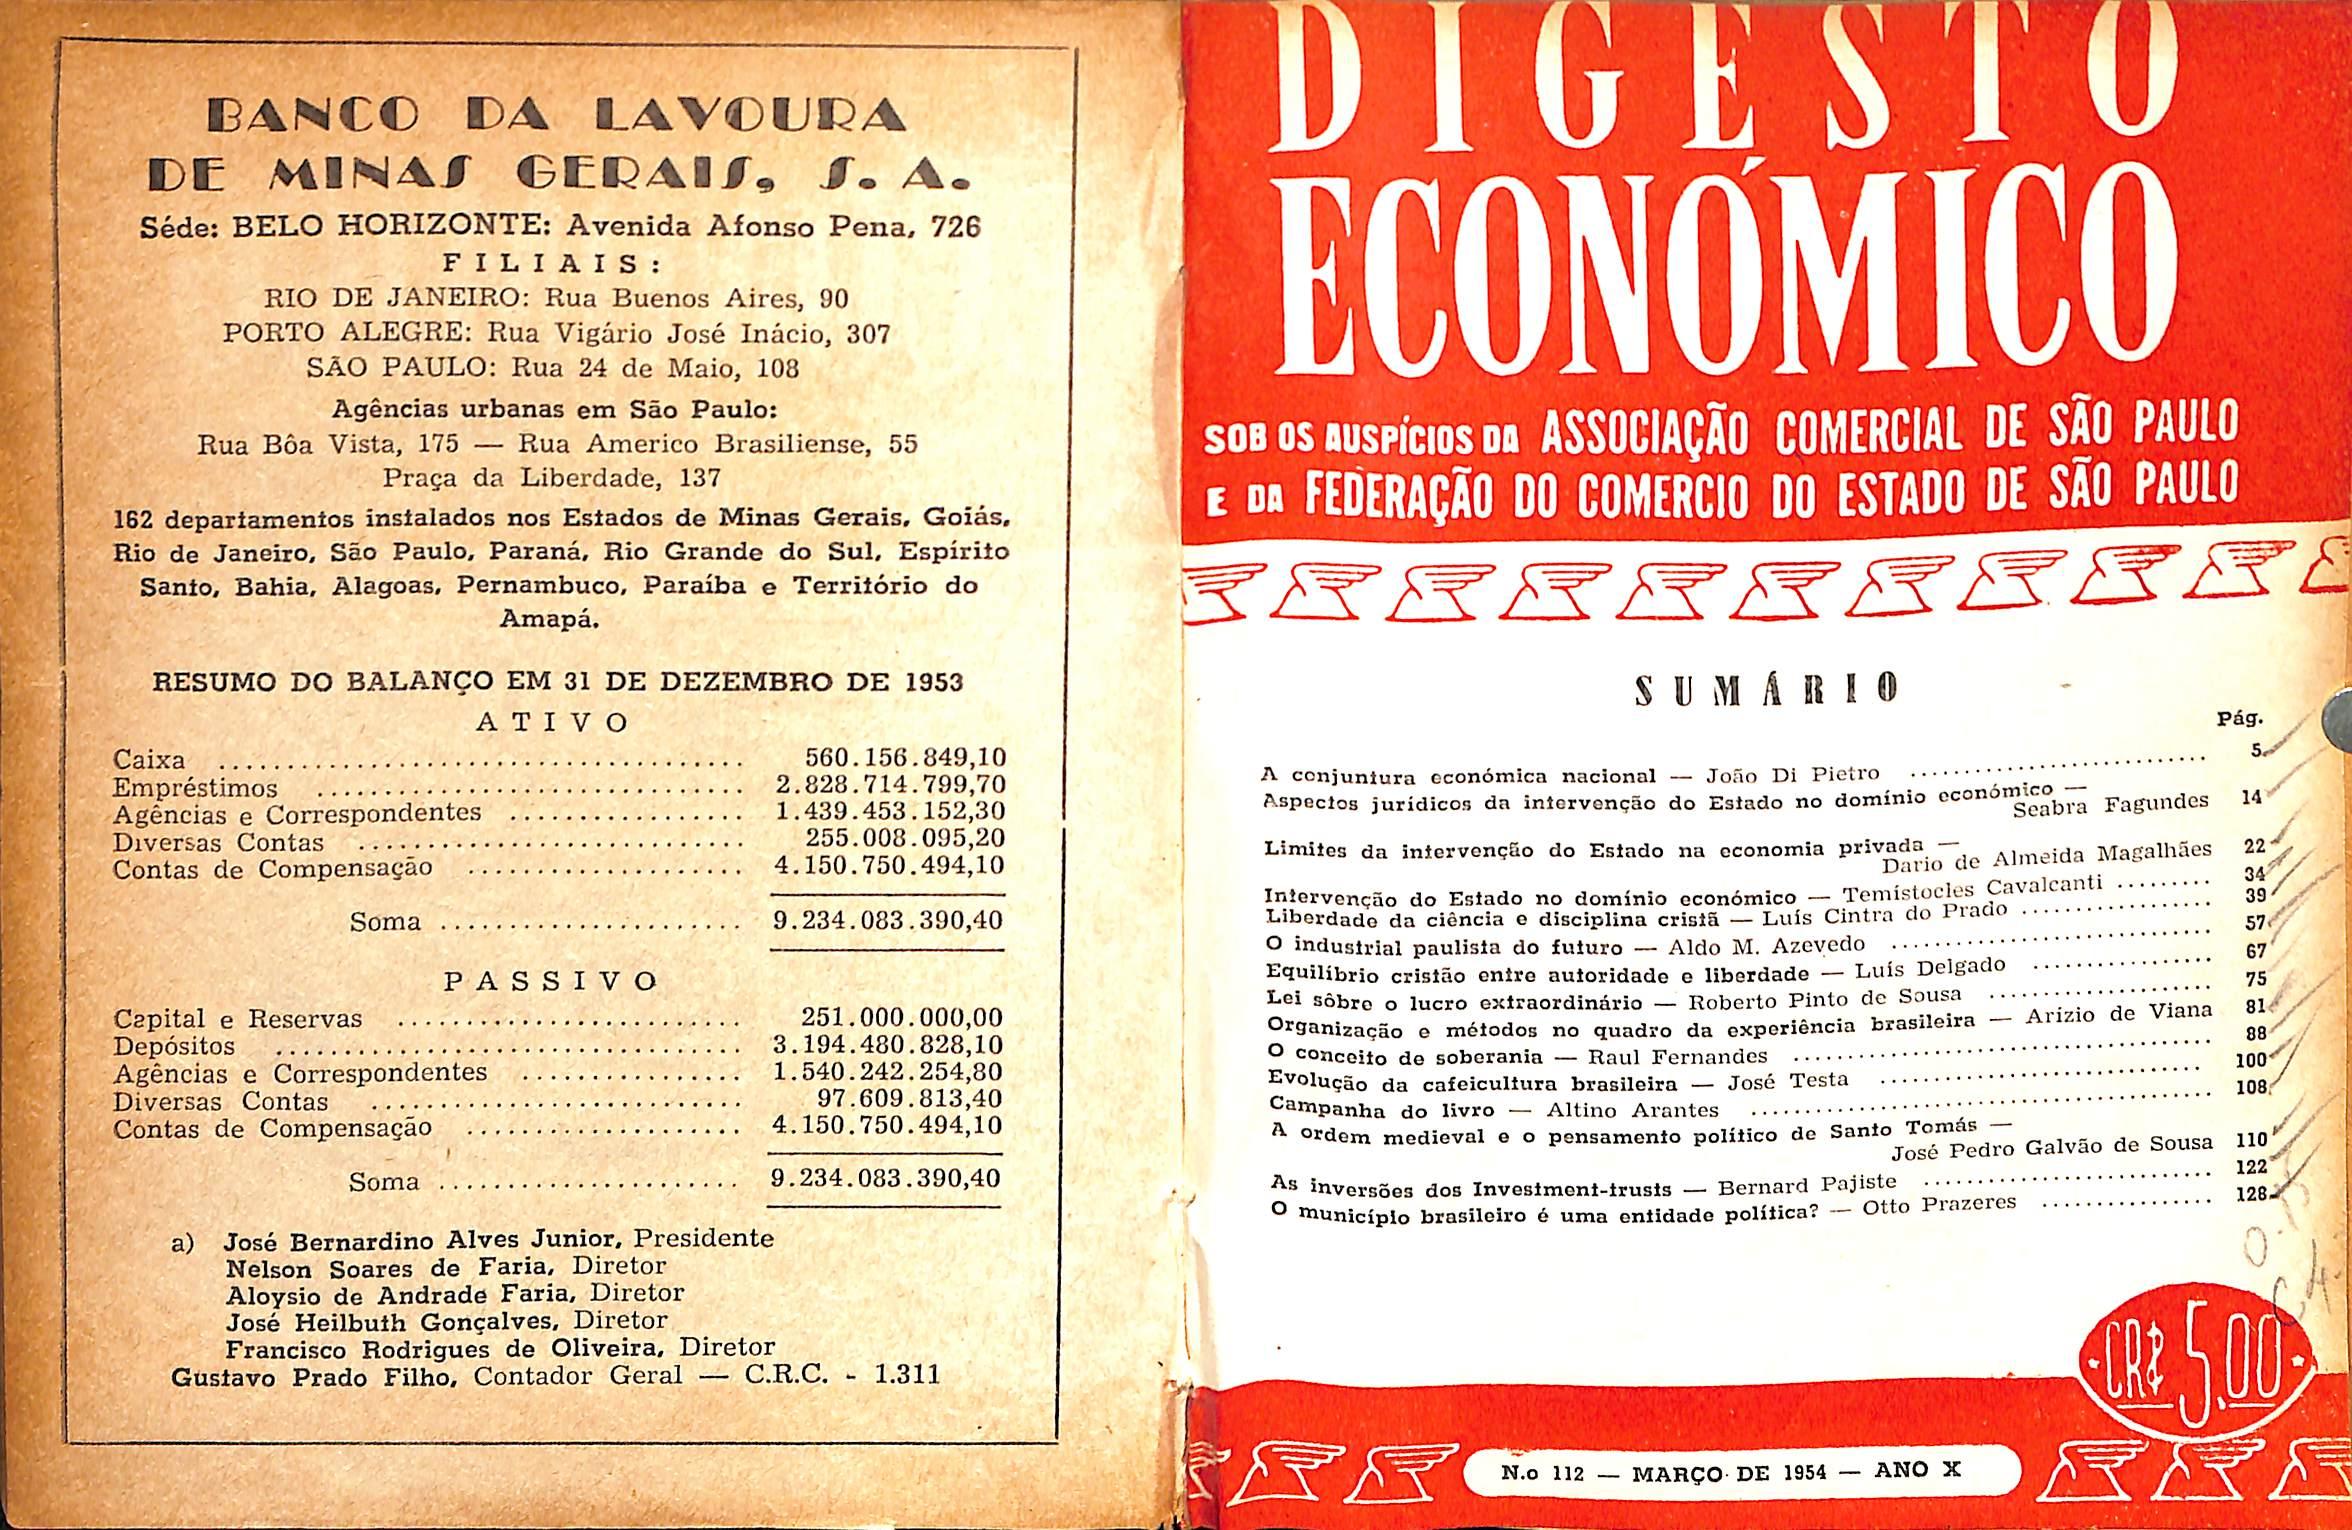 BANCO DA LAVOURA
DE MINAS GERAIS, S. A.
Séde: BELO HORIZONTE: Avenida Afonso Pena, 726
FILIAIS:
RIO DE JANEIRO: Rua Buenos Aires, 90
PORTO ALEGRE: Rua Vigário José Inácio, 307
SÃO PAULO: Rua 24 de Maio, 108
Agências urbanas em São Paulo:
Rua Bôa Vista, 175 — Rua Americo Brasiliense, 55
Praça da Liberdade, 137
162 departamentos instalados nos Estados de Minas Gerais, Goiás,
Rio de Janeiro, São Paulo, Paraná, Rio Grande do Sul, Espírito
Santo, Bahia, Alagoas, Pernambuco, Paraíba e Território do
Amapá.
RESUMO DO BALANÇO EM 31 DE DEZEMBRO DE 1953
ATIVO
Caixa ........ 560.156.849,10
Empréstimos ........ 2.828.714.799,70
Agências e Correspondentes ........ 1.439.453.152,30
Diversas Contas ........ 255.008.095,20
Contas de Compensação ........ 4.150.750.494,10
Soma ........ 9.234.083.390,40
PASSIVO
Capital e Reservas ........ 251.000.000,00
Depósitos ........ 3.194.480.828,10
Agências e Correspondentes ........ 1.540.242.254,80
Diversas Contas ........ 97.609.813,40
Contas de Compensação ........ 4.150.750.494,10
Soma ........ 9.234.083.390,40
a) José Bernardino Alves Junior, Presidente
Nelson Soares de Faria, Diretor
Aloysio de Andrade Faria, Diretor
José Heilbuth Gonçalves, Diretor
Francisco Rodrigues de Oliveira, Diretor
Gustavo Prado Filho, Contador Geral — C.R.C. - 1.311
DIGESTO
ECONÓMICO
SOB OS AUSPÍCIOS DA ASSOCIAÇÃO COMERCIAL DE SÃO PAULO
E DA FEDERAÇÃO DO COMERCIO DO ESTADO DE SÃO PAULO
SUMÁRIO
Pág.
A conjuntura económica nacional — João Di Pietro ........ 5
Aspectos jurídicos da intervenção do Estado no domínio económico —
Seabra Fagundes 14
Limites da intervenção do Estado na economia privada —
Dario de Almeida Magalhães 22
Intervenção do Estado no domínio económico — Temístocles Cavalcanti ........ 34
Liberdade da ciência e disciplina cristã — Luís Cintra do Prado ........ 39
O industrial paulista do futuro — Aldo M. Azevedo ........ 57
Equilíbrio cristão entre autoridade e liberdade — Luís Delgado ........ 67
Lei sôbre o lucro extraordinário — Roberto Pinto de Sousa ........ 75
Organização e métodos no quadro da experiência brasileira — Arízio de Viana 81
O conceito de soberania — Raul Fernandes ........ 88
Evolução da cafeicultura brasileira — José Testa ........ 100
Campanha do livro — Altino Arantes ........ 108
A ordem medieval e o pensamento político de Santo Tomás —
José Pedro Galvão de Sousa 110
As inversões dos Investment-trusts — Bernard Pajiste ........ 122
O município brasileiro é uma entidade política? — Otto Prazeres ........ 128
CR$ 5,00
N.o 112 — MARÇO DE 1954 — ANO X